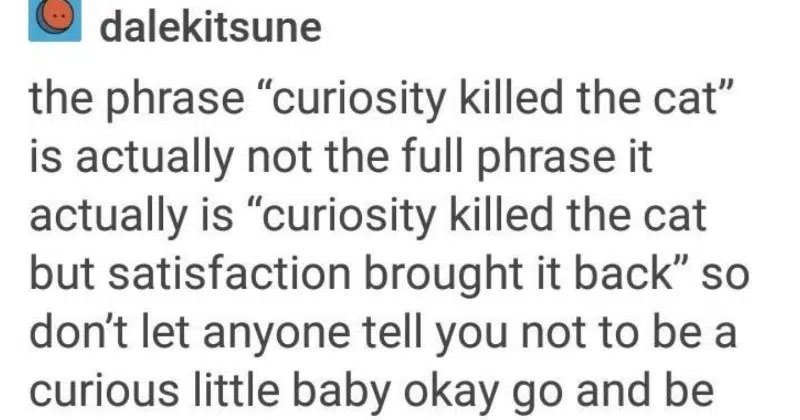 dalekitsune
the phrase “curiosity killed the cat”
is actually not the full phrase it
actually is “curiosity killed the cat
but satisfaction brought it back” so
don’t let anyone tell you not to be a
curious little baby okay go and be